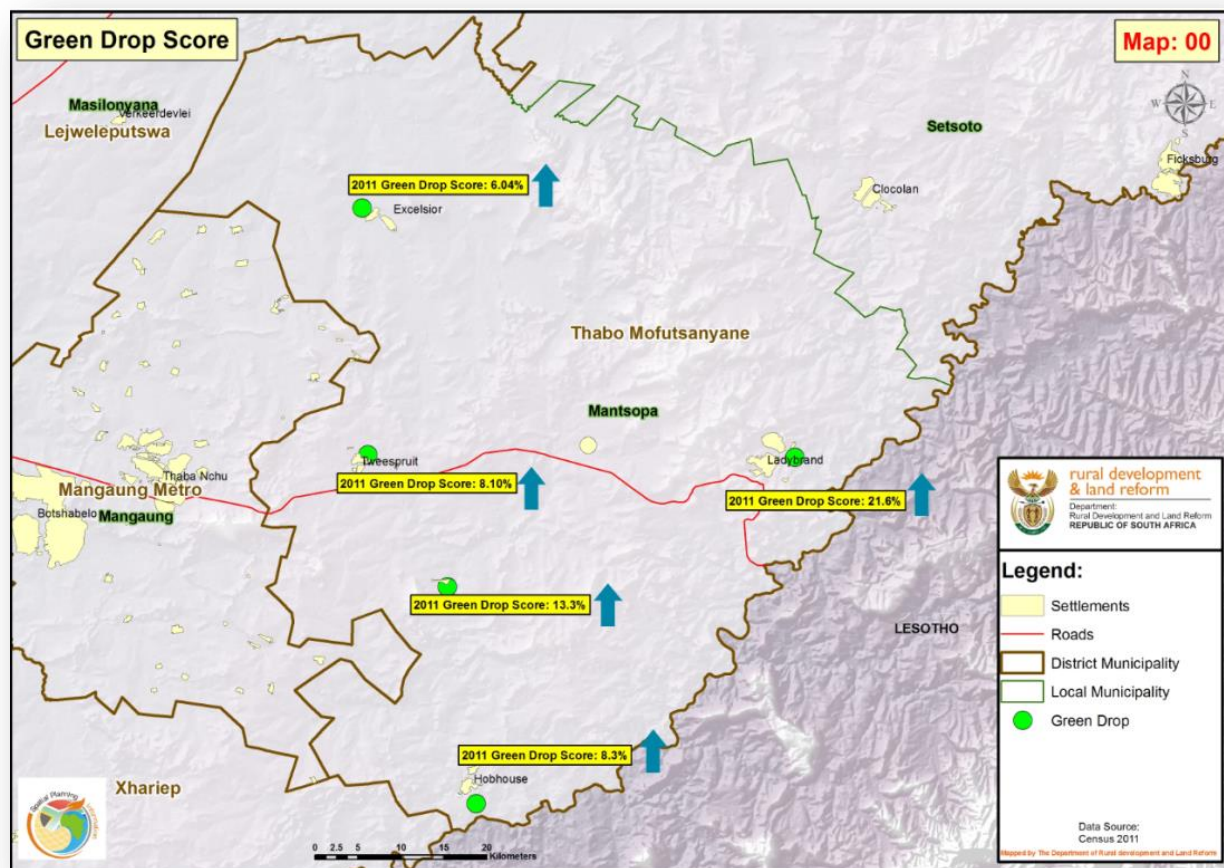 Green Drop Score
Map: 00
N
W
E
S
Masilonyana
Verkeerdevlei
Lejweleputswa
Setsoto
Ficksburg
Clocolan
2011 Green Drop Score: 6.04%
Excelsior
Thabo Mofutsanyane
Mantsopa
Tweespruit
Ladybrand
Thaba Nchu
2011 Green Drop Score: 8.10%
Mangaung Metro
2011 Green Drop Score: 21.6%
Botshabelo
Mangaung
2011 Green Drop Score: 13.3%
LESOTHO
2011 Green Drop Score: 8.3%
Hobhouse
Xhariep
Spatial Planning
Information
0 2.5 5 10 15 20
Kilometers
rural development
& land reform
Department:
Rural Development and Land Reform
REPUBLIC OF SOUTH AFRICA
Legend:
Settlements
Roads
District Municipality
Local Municipality
Green Drop
Data Source:
Census 2011
Mapped by The Department of Rural development and Land Reform